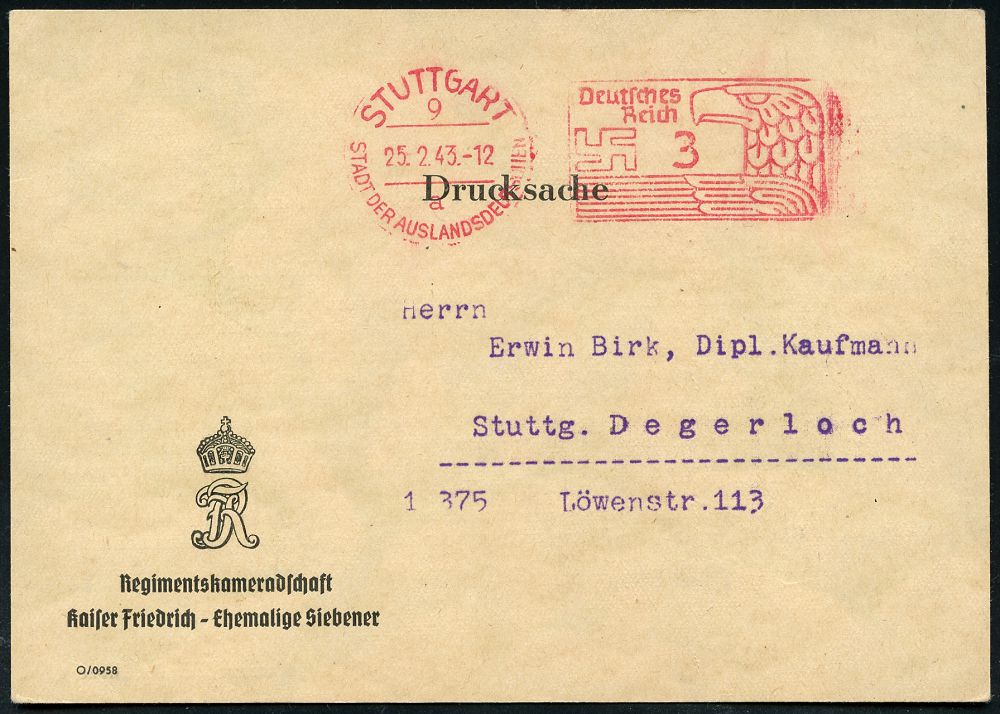 STUTTGART
9
25.2.43.-12
a
STADT DER AUSLANDSDEUTSCHEN
Deutsches
Reich
3
Drucksache
Herrn
Erwin Birk, Dipl.Kaufmann
Stuttg. Degerloch
1 375 Löwenstr.113
FR
Regimentskameradschaft
Kaiser Friedrich - Ehemalige Siebener
O/0958